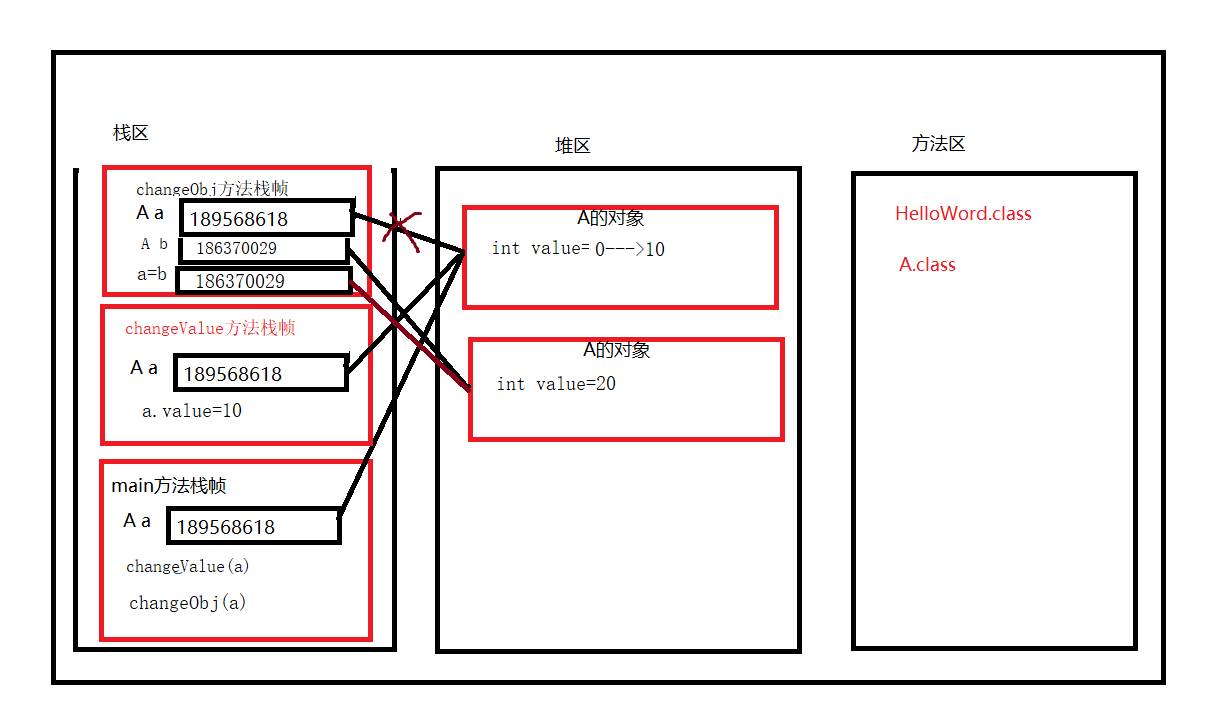 栈区
changeObj方法栈帧
A a
189568618
A b
186370029
a=b
186370029
changeValue方法栈帧
A a
189568618
a.value=10
main方法栈帧
A a
189568618
changeValue(a)
changeObj(a)
堆区
A的对象
int value= 0--->10
A的对象
int value=20
方法区
HelloWord.class
A.class